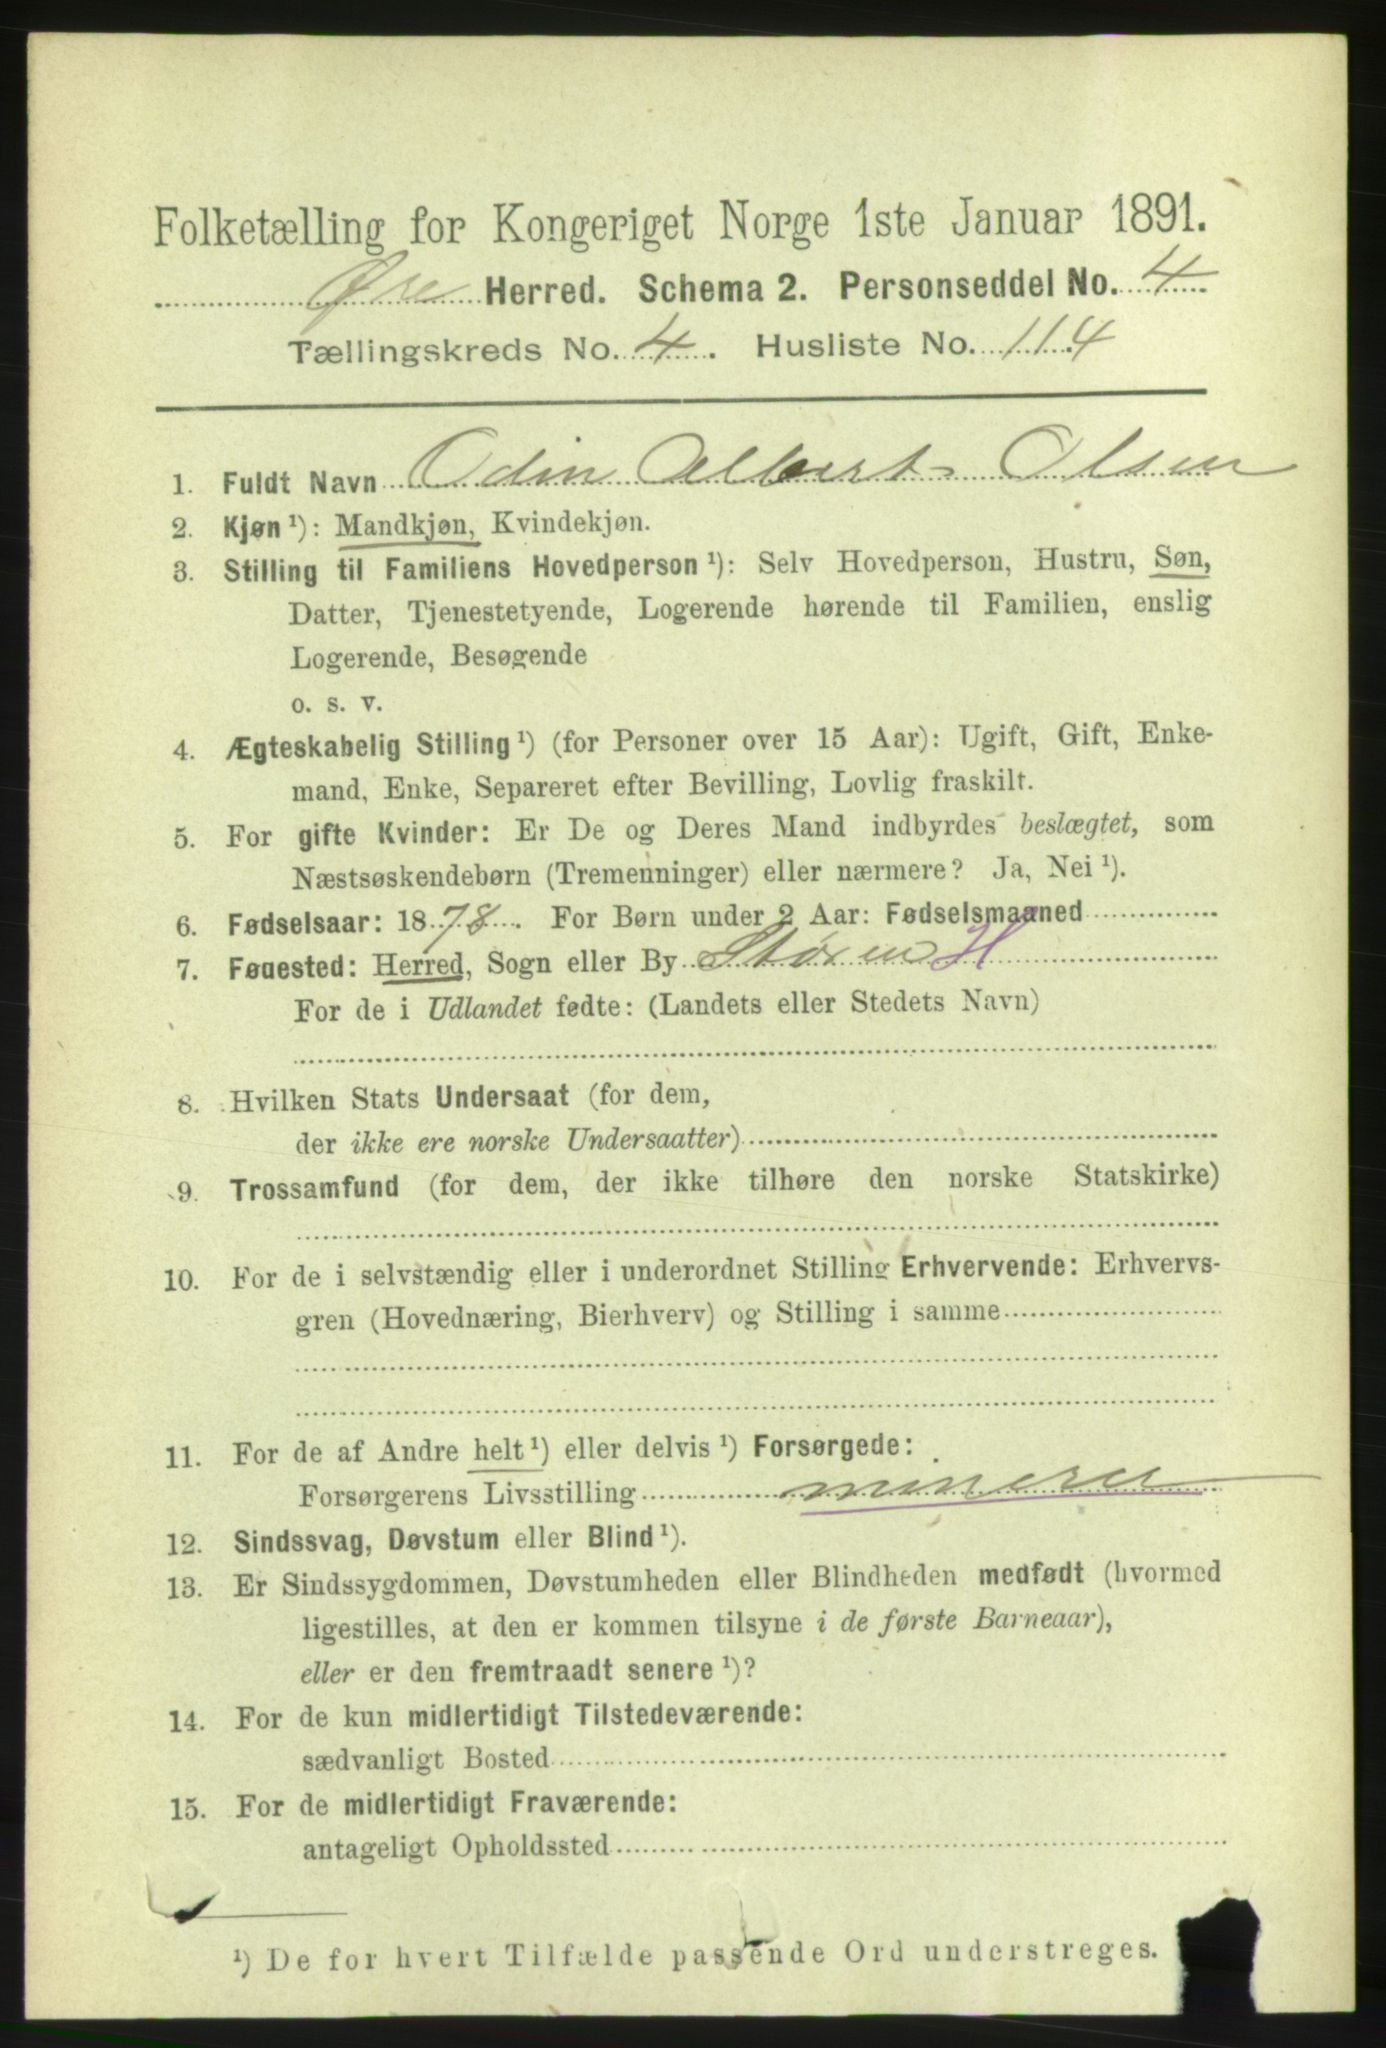 Folketælling for Kongeriget Norge 1ste Januar 1891.
Øre Herred. Schema 2. Personseddel No. 4
Tællingskreds No. 4. Husliste No. 114
1. Fuldt Navn Odin Albert Olsen
2. Kjøn ¹): Mandkjøn, Kvindekjøn.
3. Stilling til Familiens Hovedperson ¹): Selv Hovedperson, Hustru, Søn,
Datter, Tjenestetyende, Logerende hørende til Familien, enslig
Logerende, Besøgende
o. s. v.
4. Ægteskabelig Stilling ¹) (for Personer over 15 Aar): Ugift, Gift, Enke-
mand, Enke, Separeret efter Bevilling, Lovlig fraskilt.
5. For gifte Kvinder: Er De og Deres Mand indbyrdes beslægtet, som
Næstsøskendebørn (Tremenninger) eller nærmere? Ja, Nei ¹).
6. Fødselsaar: 1878. For Børn under 2 Aar: Fødselsmaaned
7. Fødested: Herred, Sogn eller By Støren H
For de i Udlandet fødte: (Landets eller Stedets Navn)
8. Hvilken Stats Undersaat (for dem,
der ikke ere norske Undersaatter)
9. Trossamfund (for dem, der ikke tilhøre den norske Statskirke)
10. For de i selvstændig eller i underordnet Stilling Erhvervende: Erhvervs-
gren (Hovednæring, Bierhverv) og Stilling i samme
11. For de af Andre helt ¹) eller delvis ¹) Forsørgede:
Forsørgerens Livsstilling minerer
12. Sindssvag, Døvstum eller Blind ¹).
13. Er Sindssygdommen, Døvstumheden eller Blindheden medfødt (hvormed
ligestilles, at den er kommen tilsyne i de første Barneaar),
eller er den fremtraadt senere ¹)?
14. For de kun midlertidigt Tilstedeværende:
sædvanligt Bosted
15. For de midlertidigt Fraværende:
antageligt Opholdssted
¹) De for hvert Tilfælde passende Ord understreges.